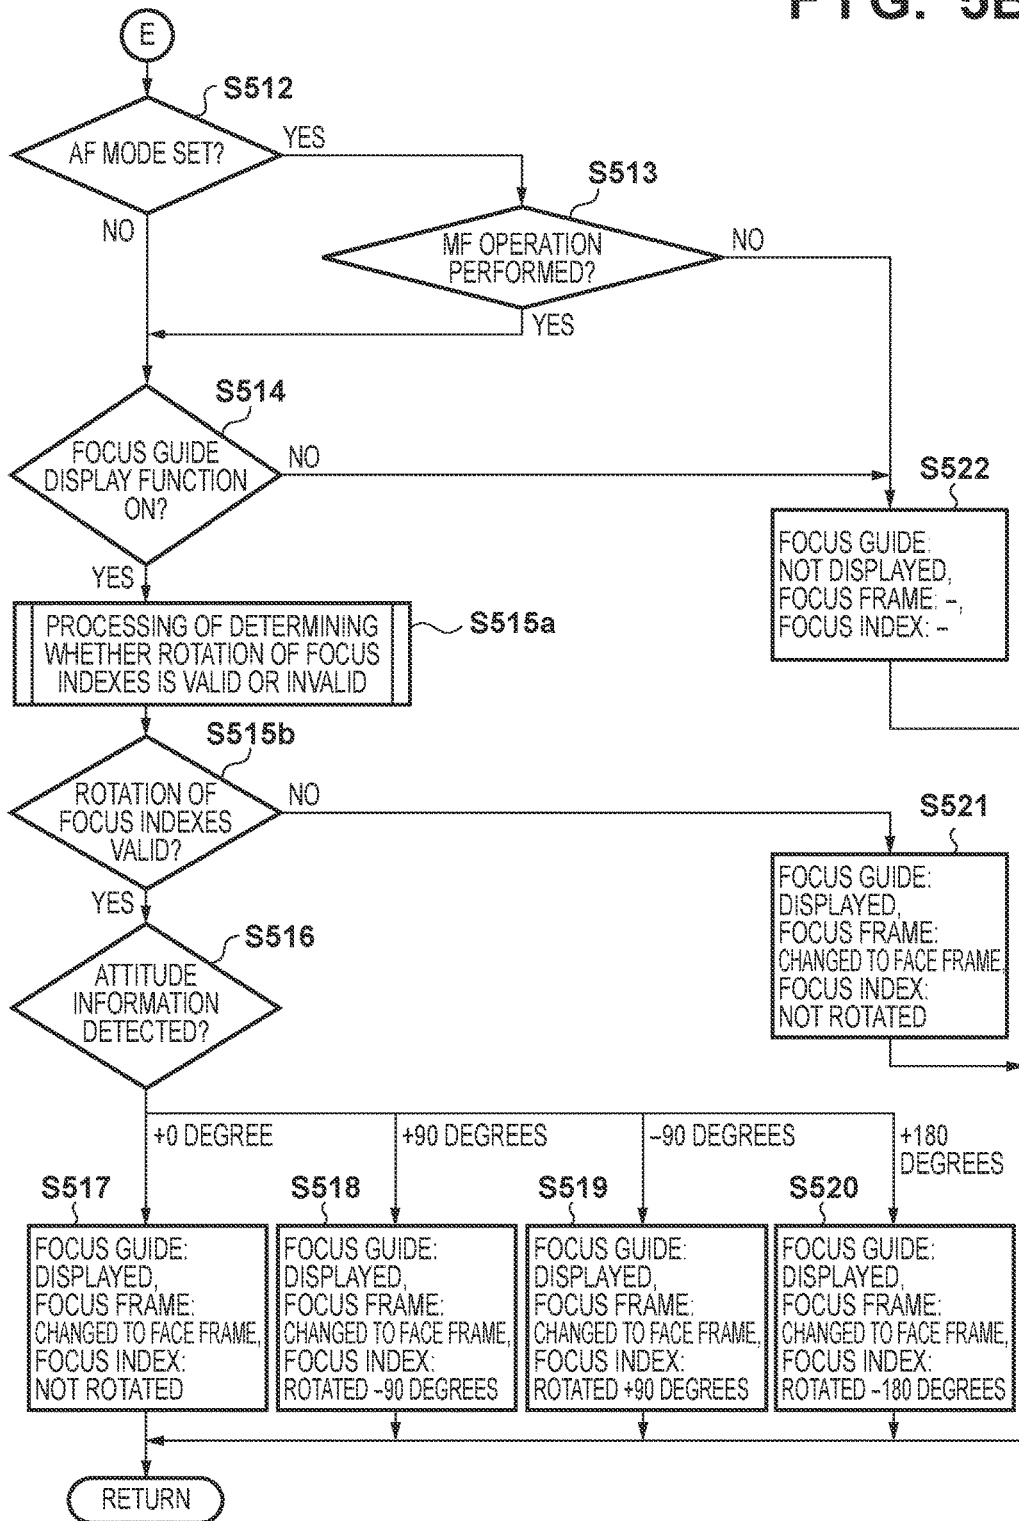 FIG. 5B
E
S512
AF MODE SET?
YES
NO
S513
MF OPERATION
PERFORMED?
NO
YES
S514
FOCUS GUIDE
DISPLAY FUNCTION
ON?
NO
YES
S522
FOCUS GUIDE:
NOT DISPLAYED,
FOCUS FRAME: –,
FOCUS INDEX: –
S515a
PROCESSING OF DETERMINING
WHETHER ROTATION OF FOCUS
INDEXES IS VALID OR INVALID
S515b
ROTATION OF
FOCUS INDEXES
VALID?
NO
YES
S521
FOCUS GUIDE:
DISPLAYED,
FOCUS FRAME:
CHANGED TO FACE FRAME,
FOCUS INDEX:
NOT ROTATED
S516
ATTITUDE
INFORMATION
DETECTED?
+0 DEGREE
+90 DEGREES
–90 DEGREES
+180
DEGREES
S517
FOCUS GUIDE:
DISPLAYED,
FOCUS FRAME:
CHANGED TO FACE FRAME,
FOCUS INDEX:
NOT ROTATED
S518
FOCUS GUIDE:
DISPLAYED,
FOCUS FRAME:
CHANGED TO FACE FRAME,
FOCUS INDEX:
ROTATED –90 DEGREES
S519
FOCUS GUIDE:
DISPLAYED,
FOCUS FRAME:
CHANGED TO FACE FRAME,
FOCUS INDEX:
ROTATED +90 DEGREES
S520
FOCUS GUIDE:
DISPLAYED,
FOCUS FRAME:
CHANGED TO FACE FRAME,
FOCUS INDEX:
ROTATED –180 DEGREES
RETURN